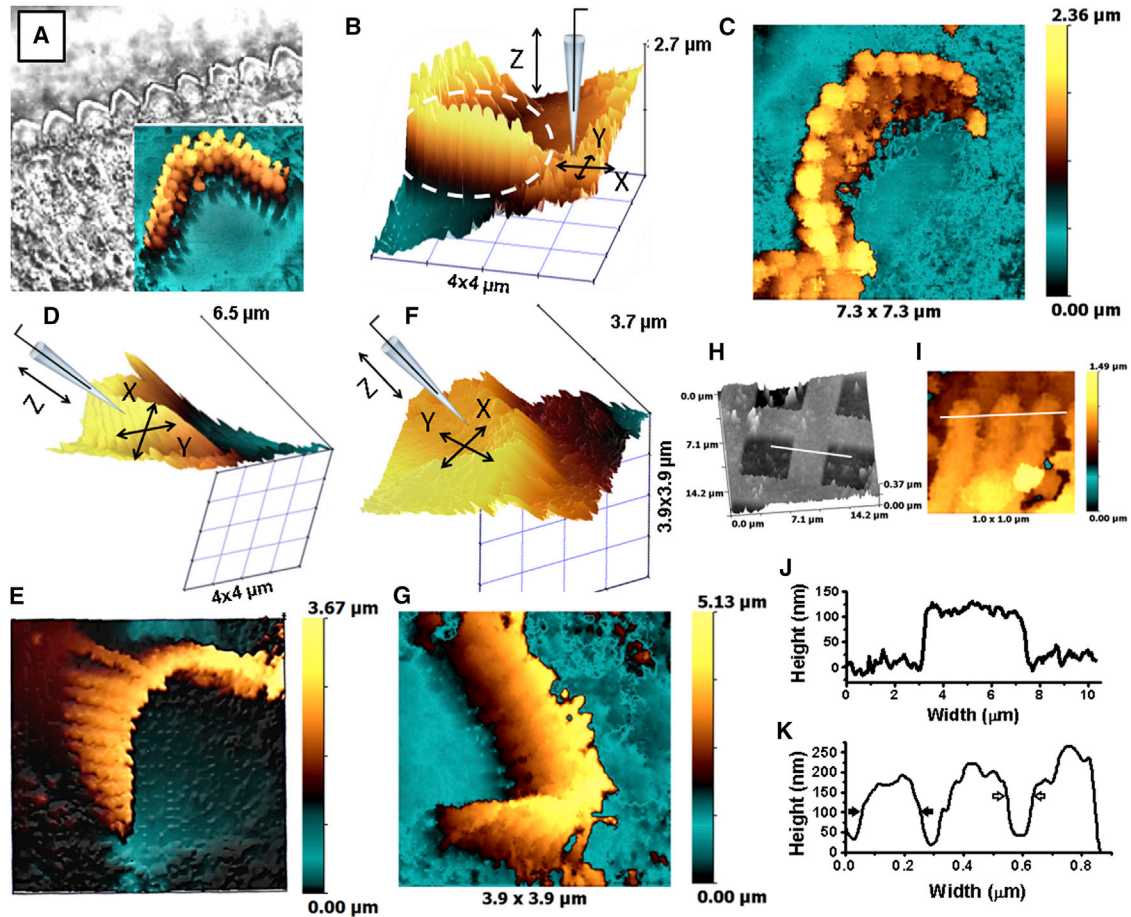 A
B
Z
Y
X
2.7 µm
4x4 µm
C
2.36 µm
0.00 µm
7.3 x 7.3 µm
D
6.5 µm
Z
X
Y
4x4 µm
F
3.7 µm
Z
X
Y
3.9x3.9 µm
H
0.0 µm
7.1 µm
14.2 µm
0.0 µm
7.1 µm
14.2 µm
0.37 µm
0.00 µm
I
1.49 µm
0.00 µm
1.0 x 1.0 µm
E
3.67 µm
0.00 µm
G
5.13 µm
0.00 µm
3.9 x 3.9 µm
J
Height (nm)
150
100
50
0
0 2 4 6 8 10
Width (µm)
K
Height (nm)
250
200
150
100
50
0
0.0 0.2 0.4 0.6 0.8
Width (µm)